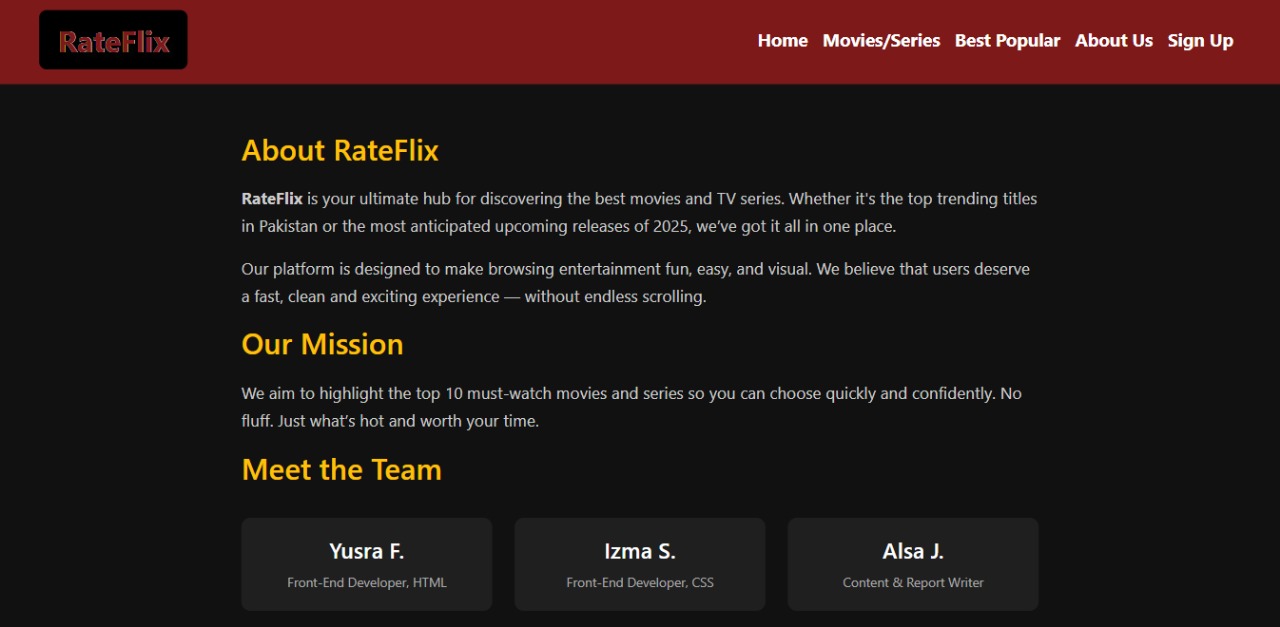 RateFlix
Home Movies/Series Best Popular About Us Sign Up
About RateFlix
RateFlix is your ultimate hub for discovering the best movies and TV series. Whether it's the top trending titles
in Pakistan or the most anticipated upcoming releases of 2025, we’ve got it all in one place.
Our platform is designed to make browsing entertainment fun, easy, and visual. We believe that users deserve
a fast, clean and exciting experience — without endless scrolling.
Our Mission
We aim to highlight the top 10 must-watch movies and series so you can choose quickly and confidently. No
fluff. Just what’s hot and worth your time.
Meet the Team
Yusra F.
Front-End Developer, HTML
Izma S.
Front-End Developer, CSS
Alsa J.
Content & Report Writer